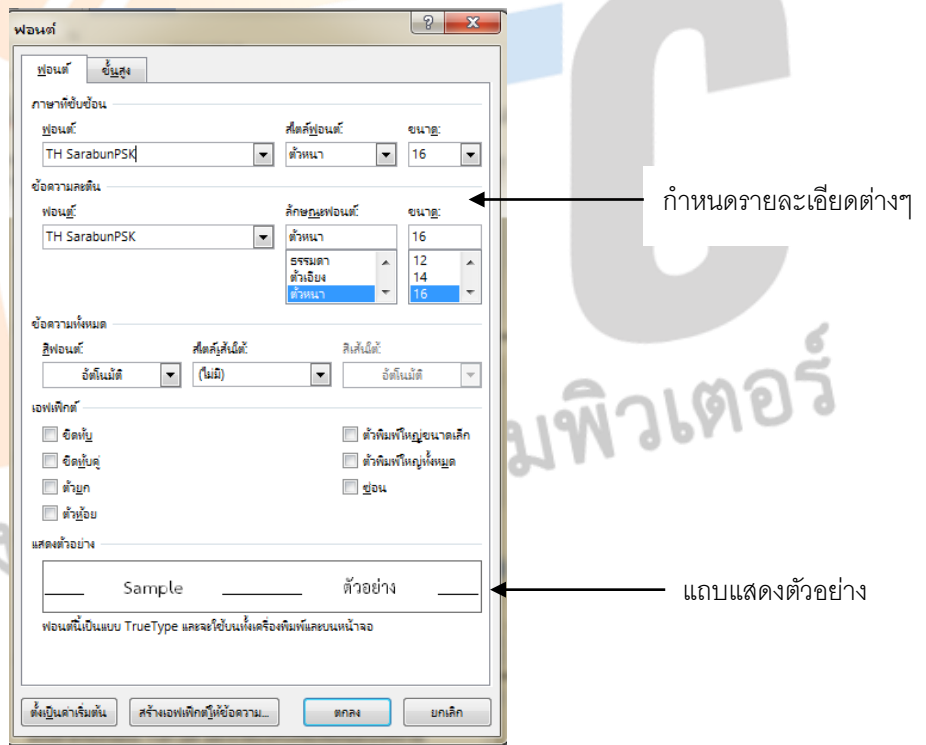 ฟอนต์
ฟอนต์ ขั้นสูง
ภาษาที่ซับซ้อน
ฟอนต์: สไตล์ฟอนต์: ขนาด:
TH SarabunPSK ตัวหนา 16
ข้อความละติน
ฟอนต์: ลักษณะฟอนต์: ขนาด:
TH SarabunPSK ตัวหนา 16
ธรรมดา 12
ตัวเอียง 14
ตัวหนา 16
กำหนดรายละเอียดต่างๆ
ข้อความทั้งหมด
สีฟอนต์: สไตล์เส้นใต้: สีเส้นใต้:
อัตโนมัติ (ไม่มี) อัตโนมัติ
เอฟเฟ็กต์
ขีดทับ ตัวพิมพ์ใหญ่ขนาดเล็ก
ขีดทับคู่ ตัวพิมพ์ใหญ่ทั้งหมด
ตัวยก ซ่อน
ตัวห้อย
แสดงตัวอย่าง
Sample ตัวอย่าง
แถบแสดงตัวอย่าง
ฟอนต์นี้เป็นแบบ TrueType และจะใช้บนทั้งเครื่องพิมพ์และบนหน้าจอ
ตั้งเป็นค่าเริ่มต้น สร้างเอฟเฟ็กต์ให้ข้อความ... ตกลง ยกเลิก